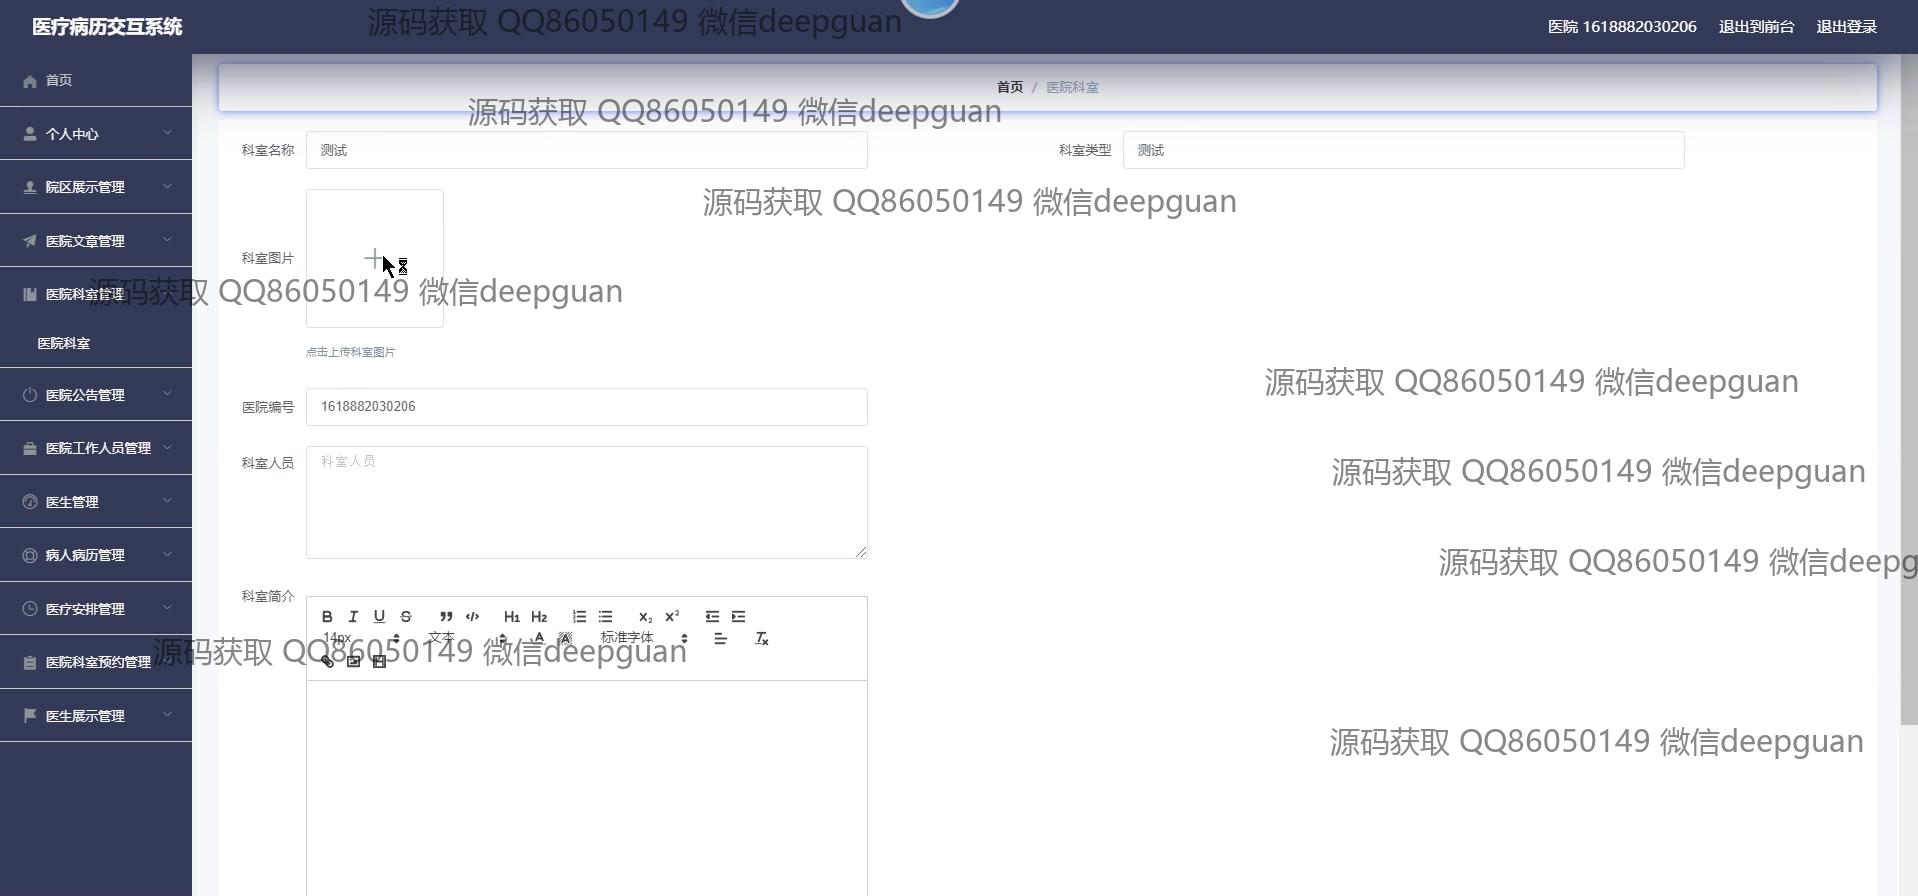 医疗病历交互系统
源码获取 QQ86050149 微信deepguan
医院 1618882030206
退出到前台
退出登录
首页
首页 / 医院科室
源码获取 QQ86050149 微信deepguan
个人中心
科室名称
测试
科室类型
测试
院区展示管理
源码获取 QQ86050149 微信deepguan
医院文章管理
科室图片
医院科室管理
源码获取 QQ86050149 微信deepguan
医院科室
点击上传科室图片
源码获取 QQ86050149 微信deepguan
医院公告管理
医院编号
1618882030206
医院工作人员管理
科室人员
科室人员
源码获取 QQ86050149 微信deepguan
医生管理
病人病历管理
源码获取 QQ86050149 微信deepg
医疗安排管理
科室简介
B I U S H1 H2 x2 x2
14px
文本
标准字体
医院科室预约管理
源码获取 QQ86050149 微信deepguan
医生展示管理
源码获取 QQ86050149 微信deepguan